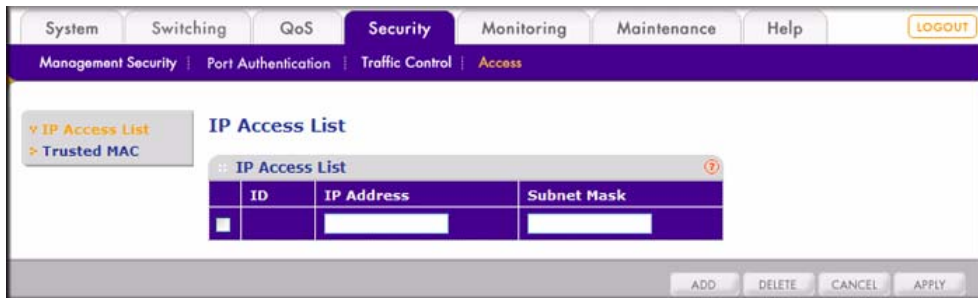 System Switching QoS Security Monitoring Maintenance Help LOGOUT
Management Security Port Authentication Traffic Control Access
IP Access List
Trusted MAC
IP Access List
IP Access List ?
ID IP Address Subnet Mask
ADD DELETE CANCEL APPLY